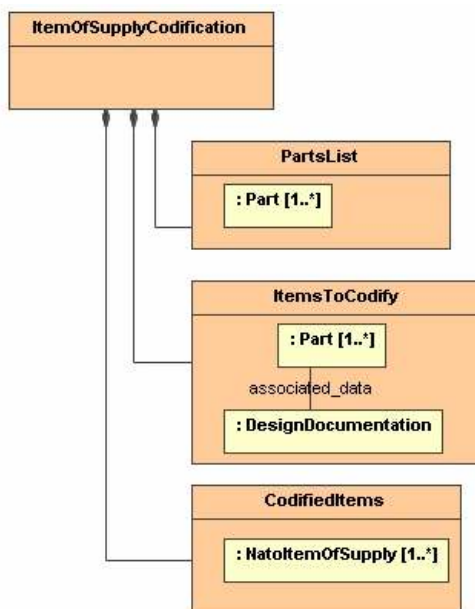 ItemOfSupplyCodification
PartsList
: Part [1..*]
ItemsToCodify
: Part [1..*]
associated_data
: DesignDocumentation
CodifiedItems
: NatoItemOfSupply [1..*]